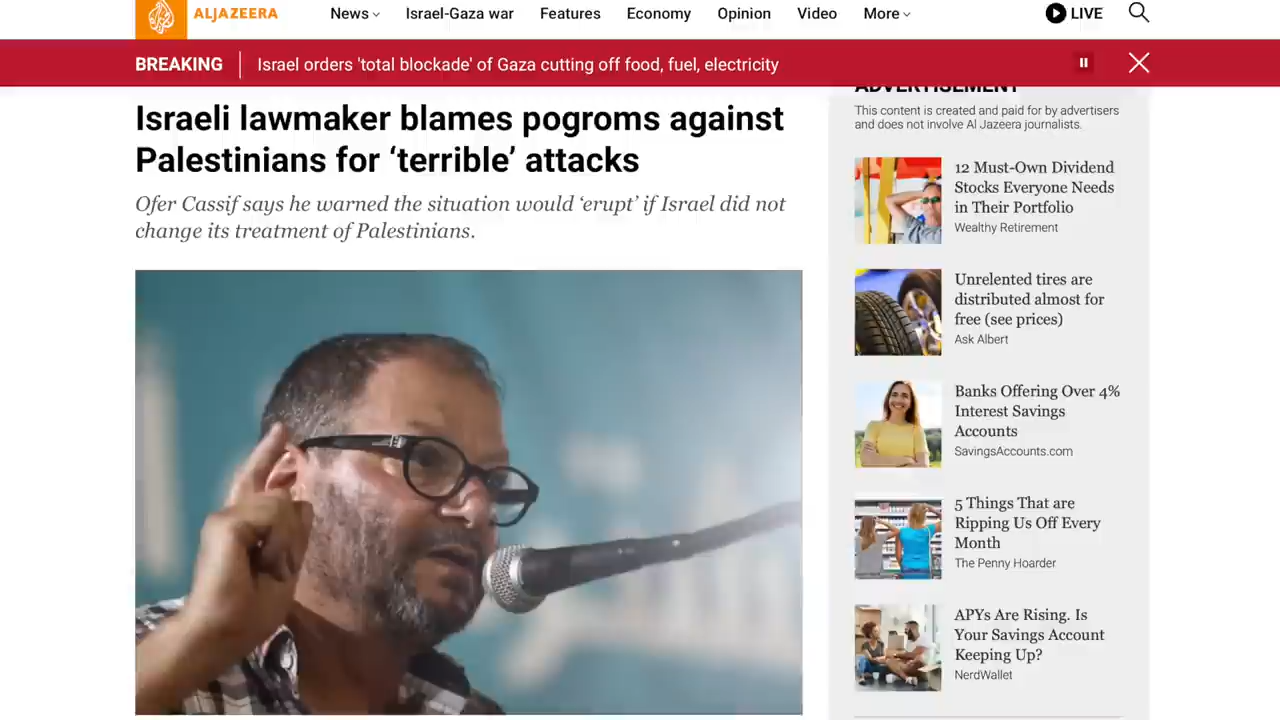 ALJAZEERA
News
Israel-Gaza war
Features
Economy
Opinion
Video
More
LIVE
BREAKING
Israel orders 'total blockade' of Gaza cutting off food, fuel, electricity
Israeli lawmaker blames pogroms against
Palestinians for ‘terrible’ attacks
Ofer Cassif says he warned the situation would ‘erupt’ if Israel did not
change its treatment of Palestinians.
ADVERTISEMENT
This content is created and paid for by advertisers
and does not involve Al Jazeera journalists.
12 Must-Own Dividend
Stocks Everyone Needs
in Their Portfolio
Wealthy Retirement
Unrelented tires are
distributed almost for
free (see prices)
Ask Albert
Banks Offering Over 4%
Interest Savings
Accounts
SavingsAccounts.com
5 Things That are
Ripping Us Off Every
Month
The Penny Hoarder
APYs Are Rising. Is
Your Savings Account
Keeping Up?
NerdWallet